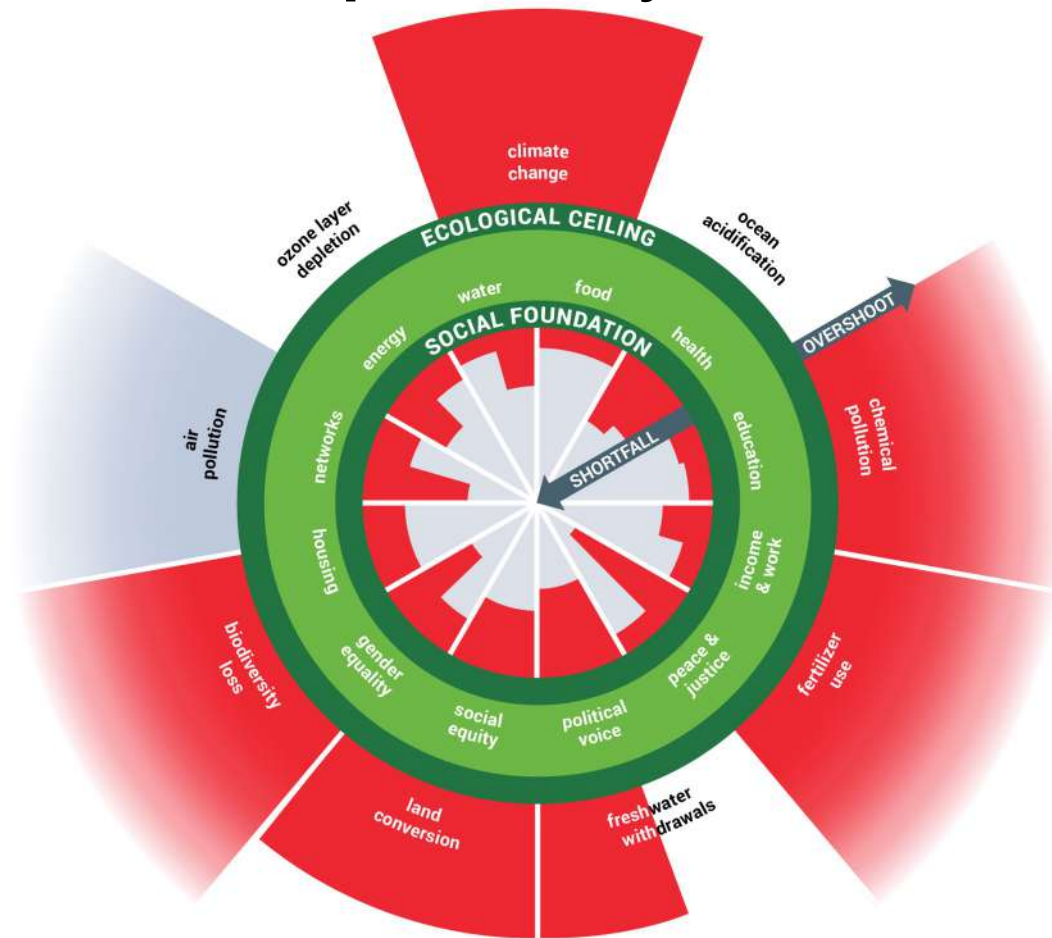 climate
change
ozone layer
depletion
ocean
acidification
ECOLOGICAL CEILING
OVERSHOOT
water
food
energy
health
SOCIAL FOUNDATION
SHORTFALL
air
pollution
networks
education
chemical
pollution
housing
income
& work
biodiversity
loss
gender
equality
peace &
justice
fertilizer
use
social
equity
political
voice
land
conversion
freshwater
withdrawals